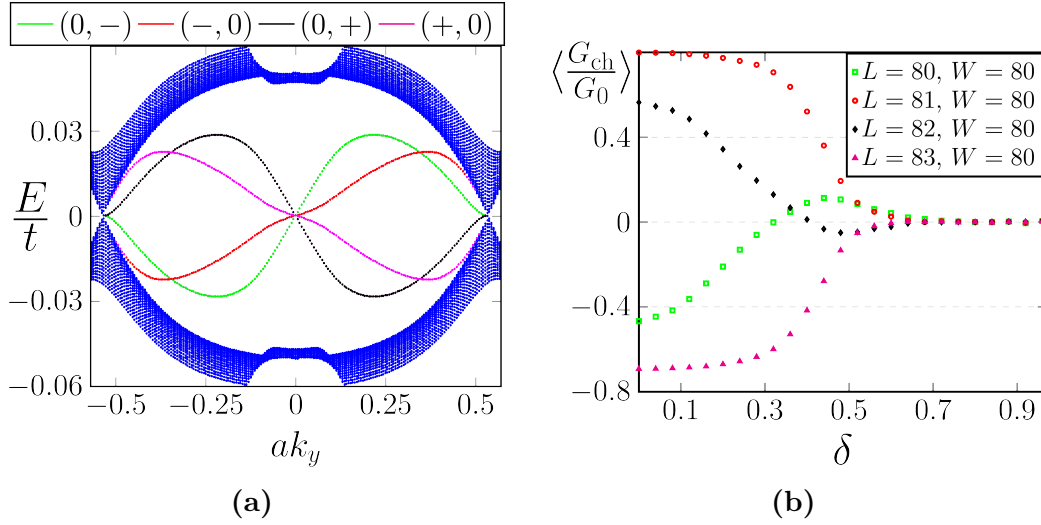 (0, −) (−, 0) (0, +) (+, 0)
E/t
0.03
0
−0.03
−0.06
−0.5 −0.25 0 0.25 0.5
ak_y
(a)
⟨G_ch/G_0⟩
L = 80, W = 80
L = 81, W = 80
L = 82, W = 80
L = 83, W = 80
0.4
0
−0.4
−0.8
0.1 0.3 0.5 0.7 0.9
δ
(b)